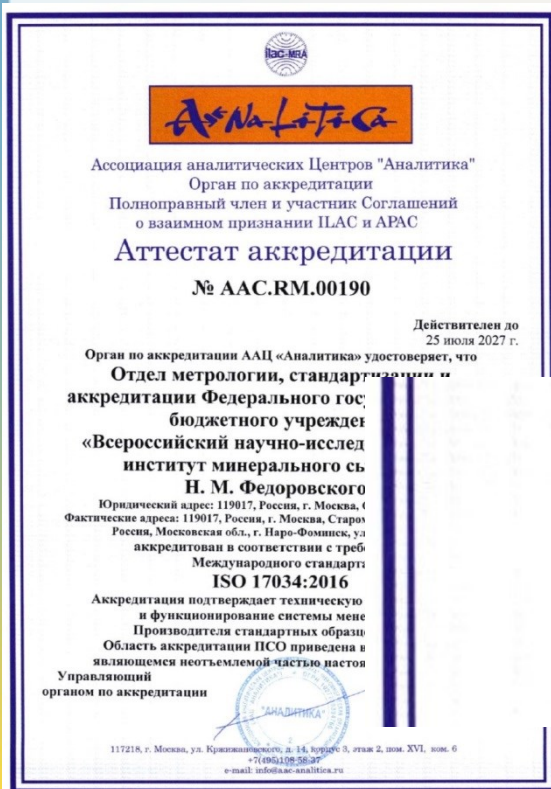 ilac-MRA
AsNaLiTiCa
Ассоциация аналитических Центров "Аналитика"
Орган по аккредитации
Полноправный член и участник Соглашений
о взаимном признании ILAC и APAC
Аттестат аккредитации
№ AAC.RM.00190
Действителен до
25 июля 2027 г.
Орган по аккредитации ААЦ «Аналитика» удостоверяет, что
Отдел метрологии, стандартизации и
аккредитации Федерального гос
бюджетного учрежден
«Всероссийский научно-исслед
институт минерального сы
Н. М. Федоровского
Юридический адрес: 119017, Россия, г. Москва,
Фактические адреса: 119017, Россия, г. Москва, Старом
Россия, Московская обл., г. Наро-Фоминск, ул
аккредитован в соответствии с треб
Международного стандарта
ISO 17034:2016
Аккредитация подтверждает техническую
и функционирование системы мене
Производителя стандартных образц
Область аккредитации ПСО приведена в
являющемся неотъемлемой частью настоя
Управляющий
органом по аккредитации
"АНАЛИТИКА"
117218, г. Москва, ул. Кржижановского, д. 14, корпус 3, этаж 2, пом. XVI, ком. 6
+7(495)108-58-37
e-mail: info@aac-analitica.ru